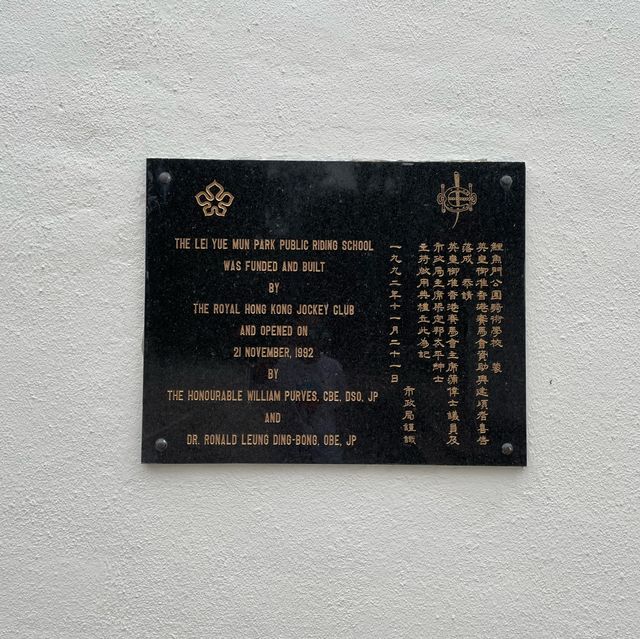 THE LEI YUE MUN PARK PUBLIC RIDING SCHOOL
WAS FUNDED AND BUILT
BY
THE ROYAL HONG KONG JOCKEY CLUB
AND OPENED ON
21 NOVEMBER, 1992
BY
THE HONOURABLE WILLIAM PURVES, CBE, DSO, JP
AND
DR. RONALD LEUNG DING-BONG, OBE, JP
鯉魚門公園騎術學校 蒙
英皇御准香港賽馬會資助興建頃者喜告
落成 恭請
英皇御准香港賽馬會主席蒲偉士議員及
市政局主席梁定邦太平紳士
主持啟用典禮立此為記
市政局謹識
一九九二年十一月二十一日